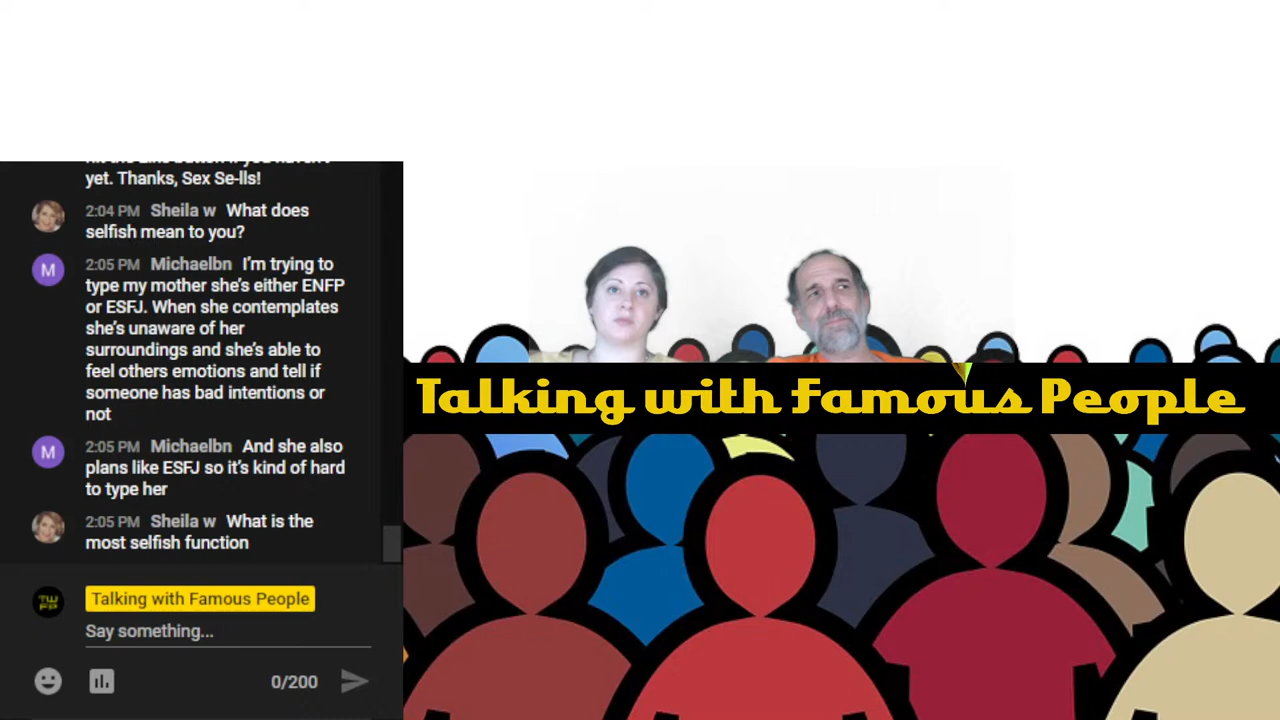 yet. Thanks, Sex Se-lls!
2:04 PM Sheila w What does
selfish mean to you?
M
2:05 PM Michaelbn I'm trying to
type my mother she's either ENFP
or ESFJ. When she contemplates
she's unaware of her
surroundings and she's able to
feel others emotions and tell if
someone has bad intentions or
not
M
2:05 PM Michaelbn And she also
plans like ESFJ so it's kind of hard
to type her
2:05 PM Sheila w What is the
most selfish function
TW
FP
Talking with Famous People
Say something...
0/200
Talking with Famous People